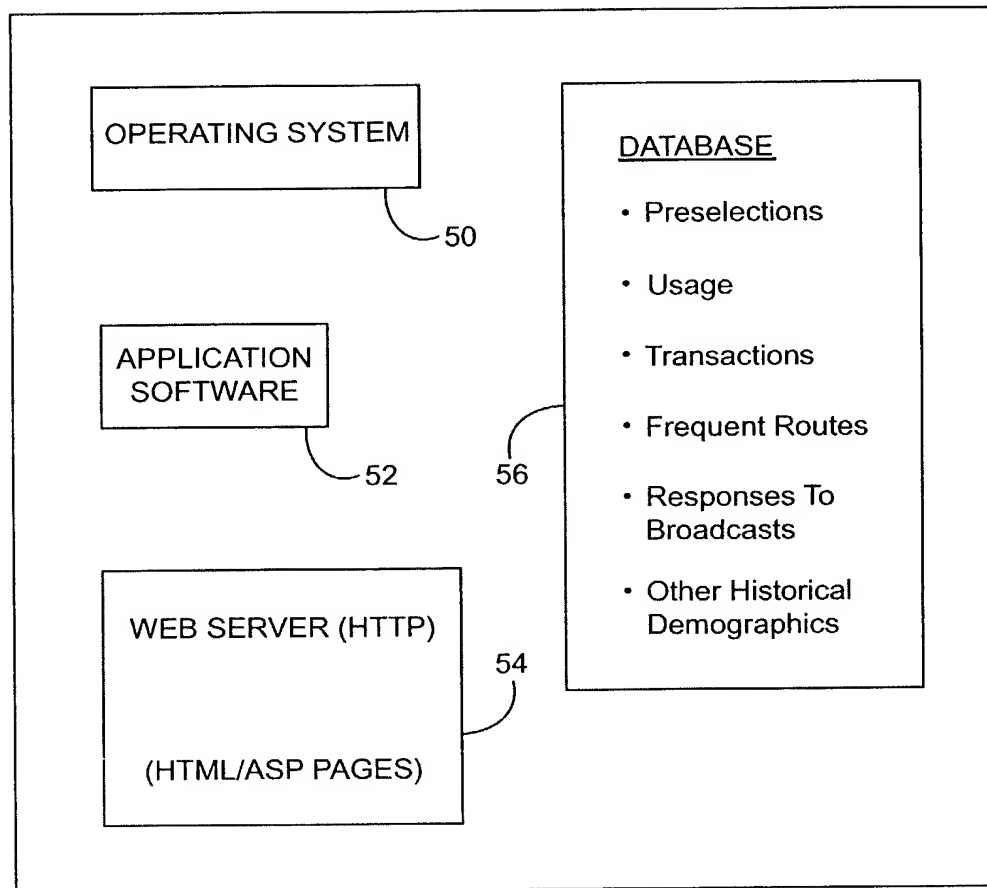 OPERATING SYSTEM
50
APPLICATION
SOFTWARE
52
WEB SERVER (HTTP)
(HTML/ASP PAGES)
54
DATABASE
• Preselections
• Usage
• Transactions
• Frequent Routes
• Responses To
Broadcasts
• Other Historical
Demographics
56